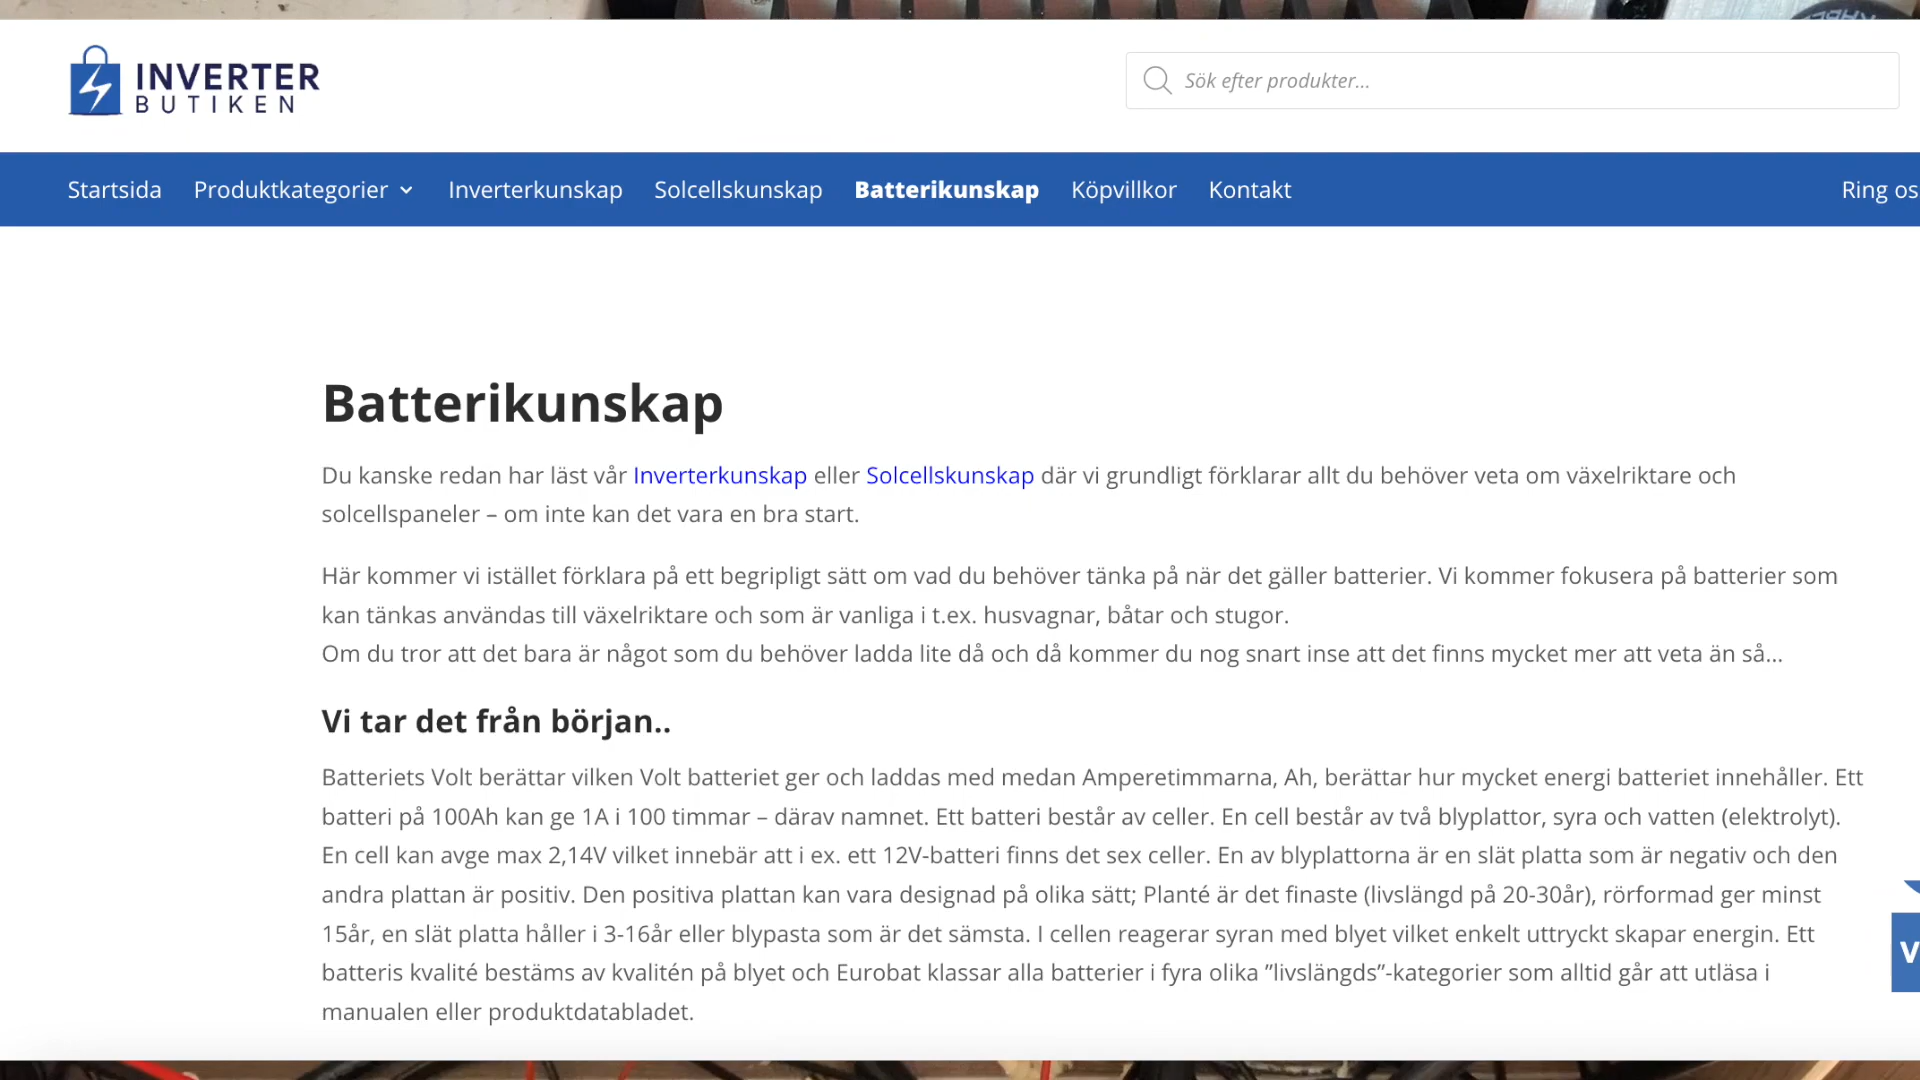 INVERTER
BUTIKEN
Sök efter produkter...
Startsida Produktkategorier Inverterkunskap Solcellskunskap Batterikunskap Köpvillkor Kontakt Ring os
Batterikunskap
Du kanske redan har läst vår Inverterkunskap eller Solcellskunskap där vi grundligt förklarar allt du behöver veta om växelriktare och
solcellspaneler – om inte kan det vara en bra start.
Här kommer vi istället förklara på ett begripligt sätt om vad du behöver tänka på när det gäller batterier. Vi kommer fokusera på batterier som
kan tänkas användas till växelriktare och som är vanliga i t.ex. husvagnar, båtar och stugor.
Om du tror att det bara är något som du behöver ladda lite då och då kommer du nog snart inse att det finns mycket mer att veta än så…
Vi tar det från början..
Batteriets Volt berättar vilken Volt batteriet ger och laddas med medan Amperetimmarna, Ah, berättar hur mycket energi batteriet innehåller. Ett
batteri på 100Ah kan ge 1A i 100 timmar – därav namnet. Ett batteri består av celler. En cell består av två blyplattor, syra och vatten (elektrolyt).
En cell kan avge max 2,14V vilket innebär att i ex. ett 12V-batteri finns det sex celler. En av blyplattorna är en slät platta som är negativ och den
andra plattan är positiv. Den positiva plattan kan vara designad på olika sätt; Planté är det finaste (livslängd på 20-30år), rörformad ger minst
15år, en slät platta håller i 3-16år eller blypasta som är det sämsta. I cellen reagerar syran med blyet vilket enkelt uttryckt skapar energin. Ett
batteris kvalité bestäms av kvalitén på blyet och Eurobat klassar alla batterier i fyra olika ”livslängds”-kategorier som alltid går att utläsa i
manualen eller produktdatabladet.
V